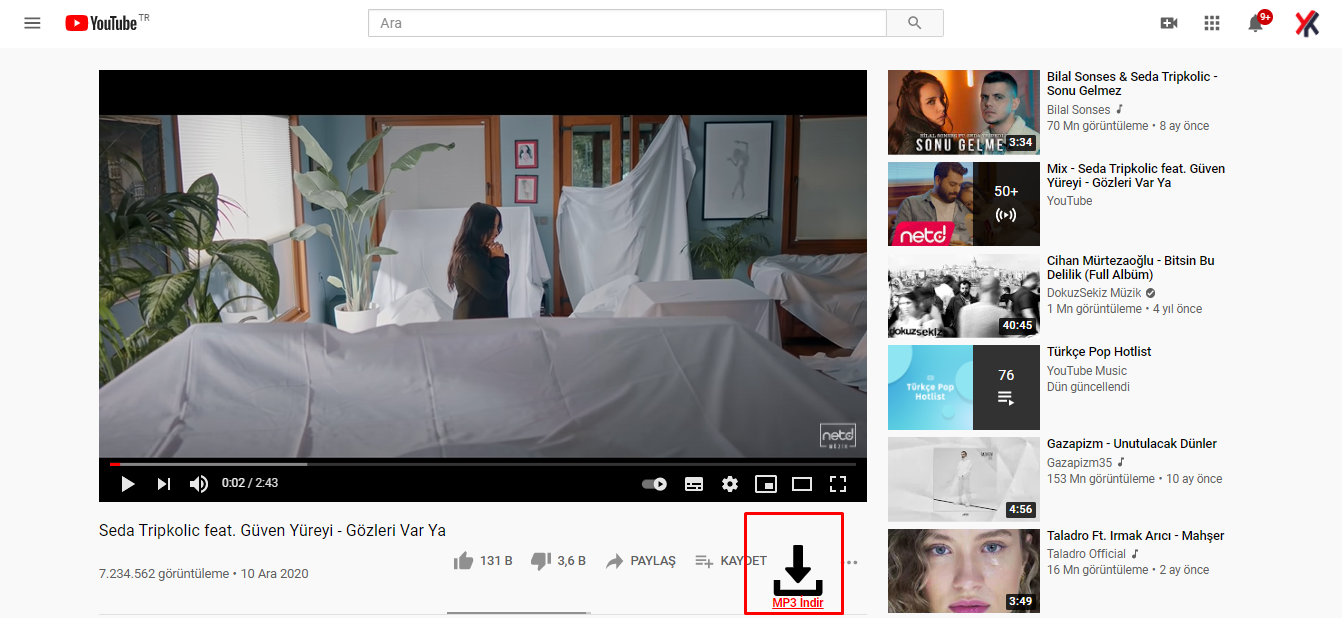 YouTube TR
Ara
9+
netd
MÜZİK
0:02 / 2:43
Seda Tripkolic feat. Güven Yüreyi - Gözleri Var Ya
7.234.562 görüntüleme • 10 Ara 2020
131 B
3,6 B
PAYLAŞ
KAYDET
MP3 İndir
BİLAL SONSES FT. SEDA TRIPKOLIC
SONU GELME
3:34
Bilal Sonses & Seda Tripkolic -
Sonu Gelmez
Bilal Sonses
70 Mn görüntüleme • 8 ay önce
netd
50+
Mix - Seda Tripkolic feat. Güven
Yüreyi - Gözleri Var Ya
YouTube
dokuzsekiz
40:45
Cihan Mürtezaoğlu - Bitsin Bu
Delilik (Full Albüm)
DokuzSekiz Müzik
1 Mn görüntüleme • 4 yıl önce
Türkçe Pop
Hotlist
76
Türkçe Pop Hotlist
YouTube Music
Dün güncellendi
4:56
Gazapizm - Unutulacak Dünler
Gazapizm35
153 Mn görüntüleme • 10 ay önce
3:49
Taladro Ft. Irmak Arıcı - Mahşer
Taladro Official
16 Mn görüntüleme • 2 ay önce